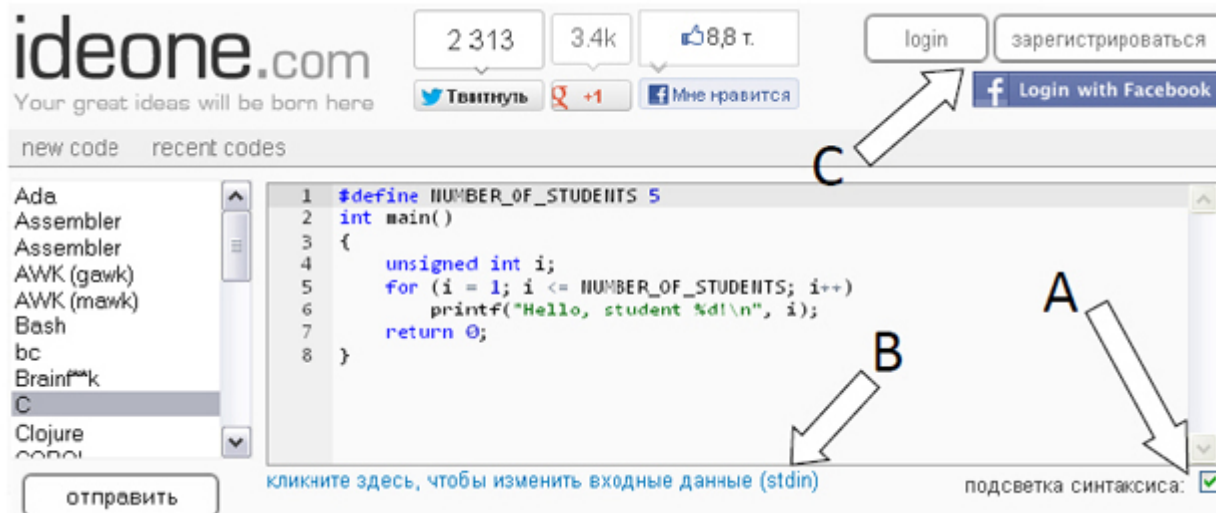 ideone.com
Your great ideas will be born here
2 313
3.4k
8,8 т.
Твитнуть
+1
Мне нравится
login
зарегистрироваться
Login with Facebook
new code recent codes
C
Ada
Assembler
Assembler
AWK (gawk)
AWK (mawk)
Bash
bc
Brainf**k
C
Clojure
COBOL
1 #define NUMBER_OF_STUDENTS 5
2 int main()
3 {
4 unsigned int i;
5 for (i = 1; i <= NUMBER_OF_STUDENTS; i++)
6 printf("Hello, student %d!\n", i);
7 return 0;
8 }
A
B
кликните здесь, чтобы изменить входные данные (stdin)
подсветка синтаксиса:
отправить